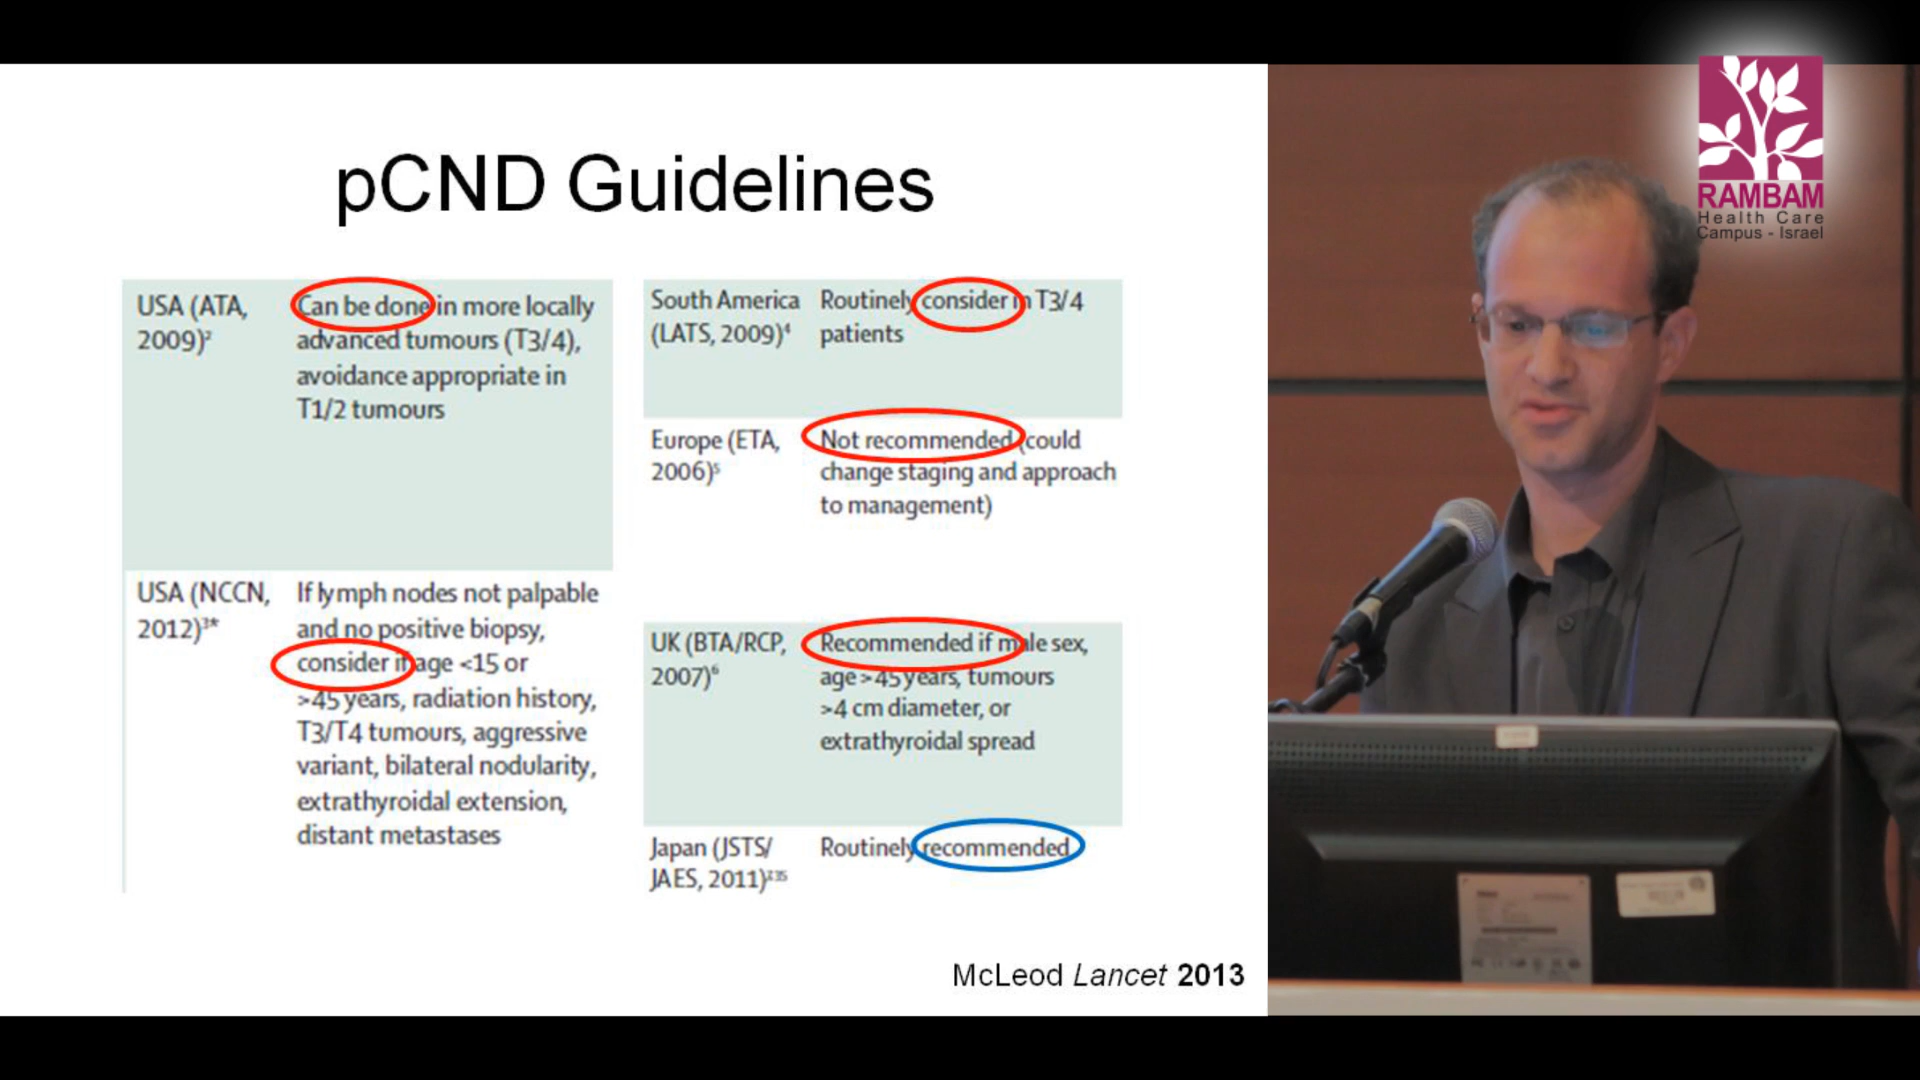 pCND Guidelines
USA (ATA,
2009)²
Can be done in more locally
advanced tumours (T3/4),
avoidance appropriate in
T1/2 tumours
USA (NCCN,
2012)³*
If lymph nodes not palpable
and no positive biopsy,
consider if age <15 or
>45 years, radiation history,
T3/T4 tumours, aggressive
variant, bilateral nodularity,
extrathyroidal extension,
distant metastases
South America
(LATS, 2009)⁴
Routinely consider in T3/4
patients
Europe (ETA,
2006)⁵
Not recommended (could
change staging and approach
to management)
UK (BTA/RCP,
2007)⁶
Recommended if male sex,
age >45 years, tumours
>4 cm diameter, or
extrathyroidal spread
Japan (JSTS/
JAES, 2011)²³⁵
Routinely recommended
McLeod Lancet 2013
RAMBAM
Health Care
Campus - Israel